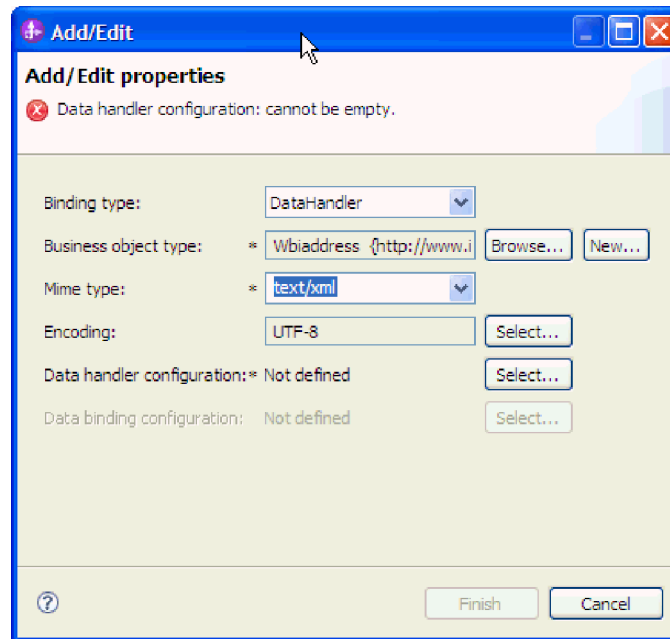 Add/Edit
Add/Edit properties
Data handler configuration: cannot be empty.
Binding type: DataHandler
Business object type: * Wbiaddress {http://www.i Browse... New...
Mime type: * text/xml
Encoding: UTF-8 Select...
Data handler configuration:* Not defined Select...
Data binding configuration: Not defined Select...
? Finish Cancel